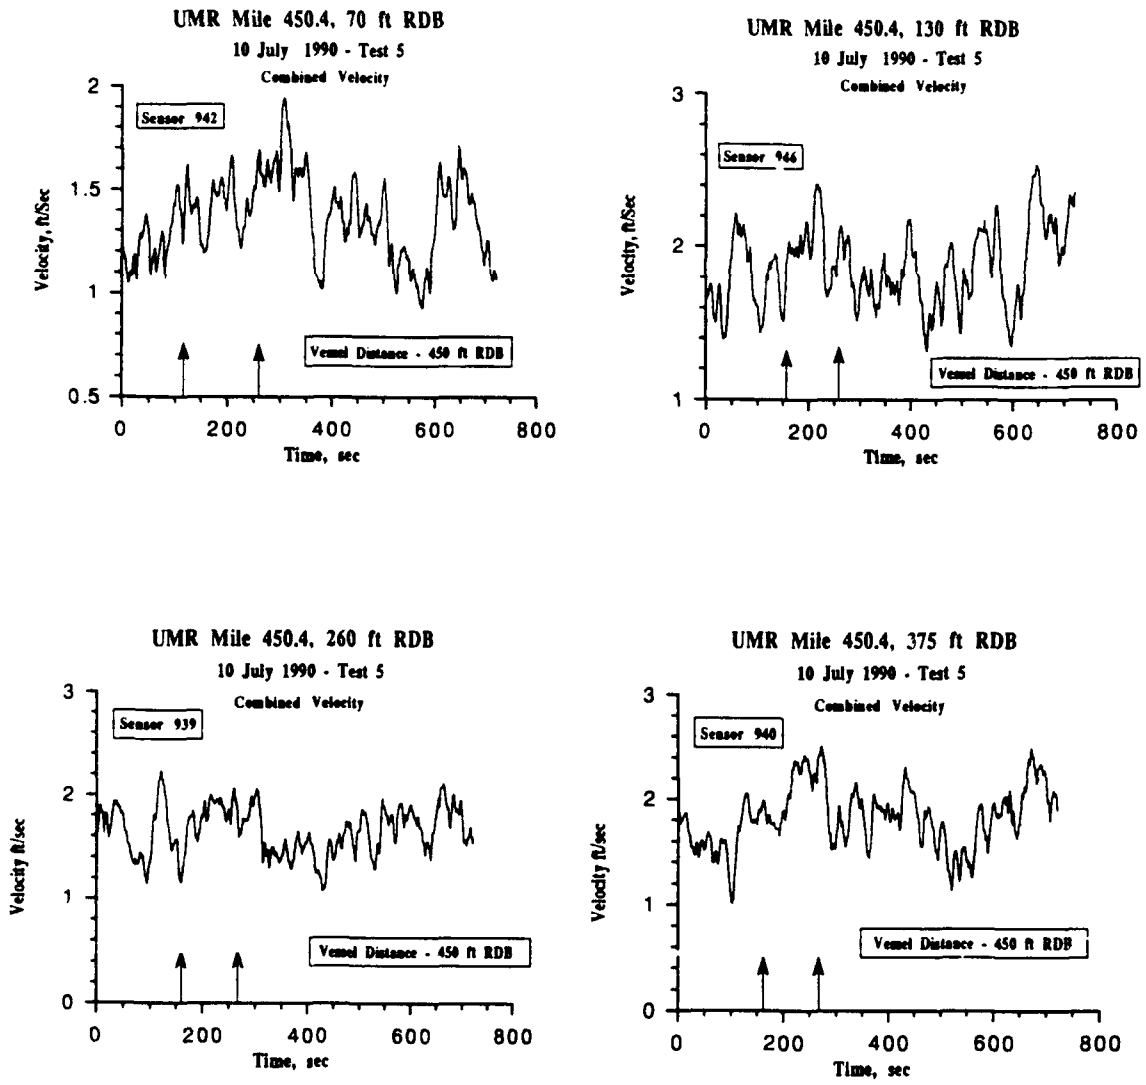 UMR Mile 450.4, 70 ft RDB
10 July 1990 - Test 5
Combined Velocity
Sensor 942
Velocity, ft/Sec
2
1.5
1
0.5
Vessel Distance - 450 ft RDB
0 200 400 600 800
Time, sec
UMR Mile 450.4, 130 ft RDB
10 July 1990 - Test 5
Combined Velocity
Sensor 946
Velocity, ft/Sec
3
2
1
Vessel Distance - 450 ft RDB
0 200 400 600 800
Time, sec
UMR Mile 450.4, 260 ft RDB
10 July 1990 - Test 5
Combined Velocity
Sensor 939
Velocity ft/sec
3
2
1
0
Vessel Distance - 450 ft RDB
0 200 400 600 800
Time, sec
UMR Mile 450.4, 375 ft RDB
10 July 1990 - Test 5
Combined Velocity
Sensor 940
Velocity ft/sec
3
2
1
0
Vessel Distance - 450 ft RDB
0 200 400 600 800
Time, sec